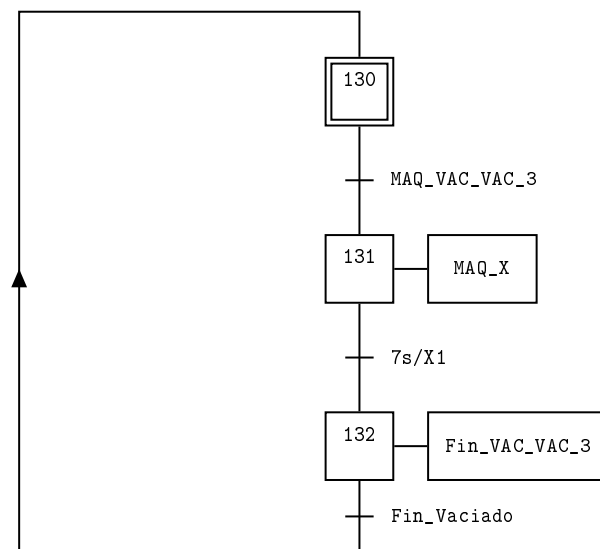 130
MAQ_VAC_VAC_3
131
MAQ_X
7s/X1
132
Fin_VAC_VAC_3
Fin_Vaciado